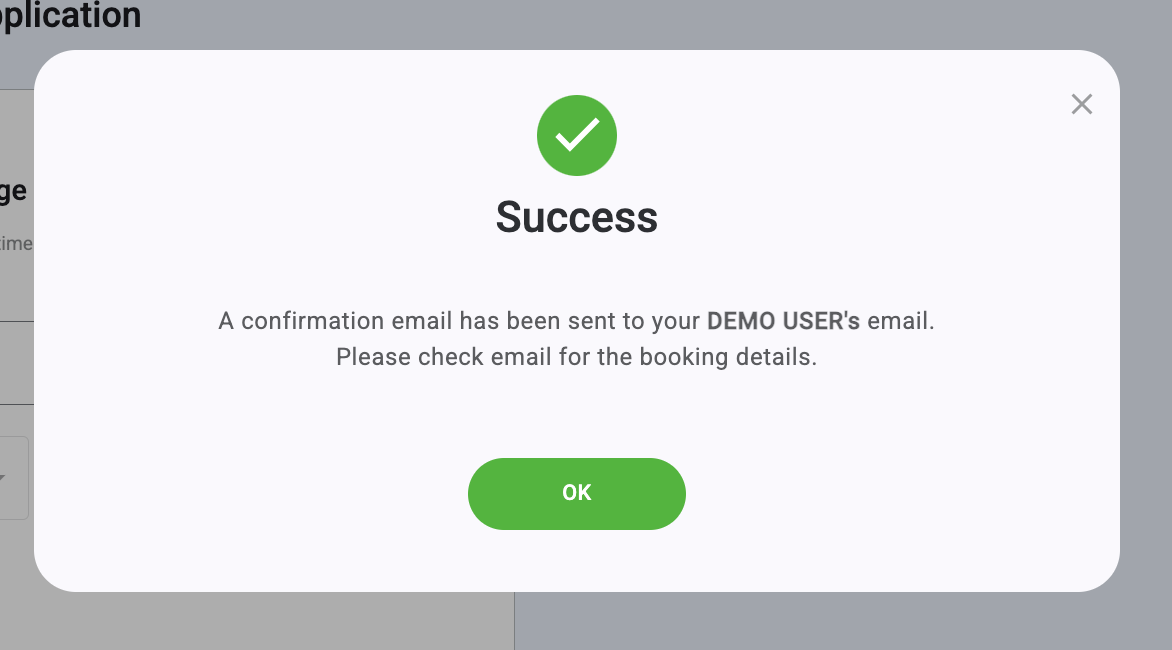 pplication
ge
time
Success
A confirmation email has been sent to your DEMO USER's email.
Please check email for the booking details.
OK